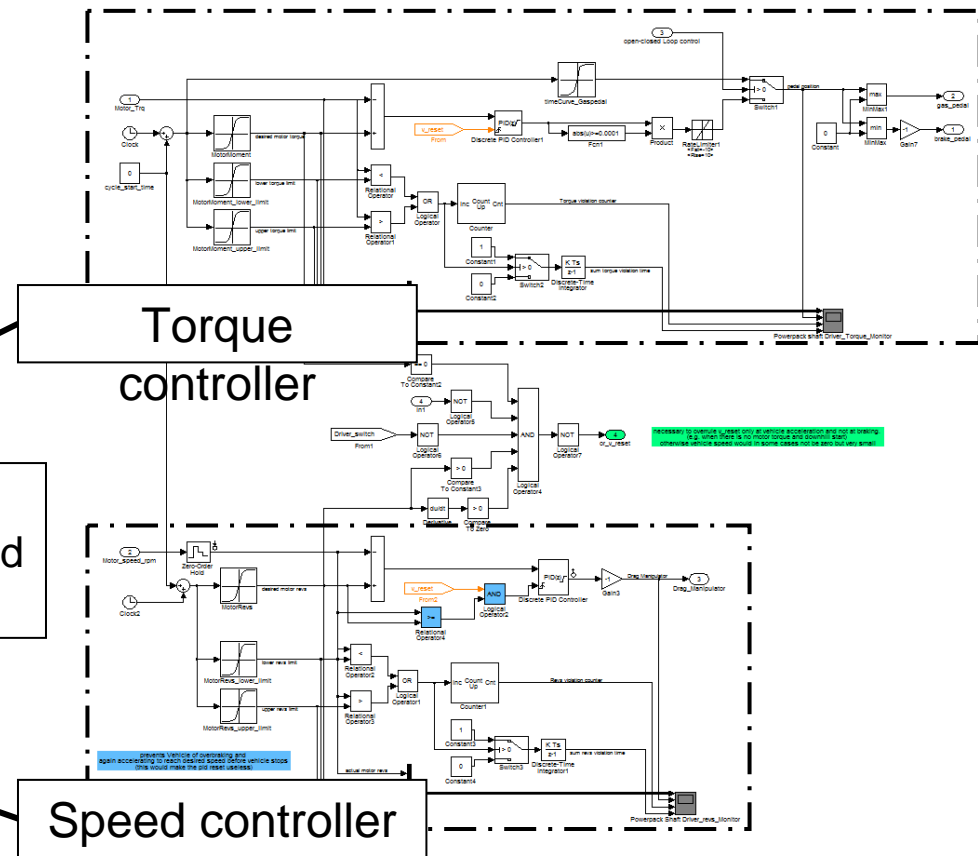 3
open-closed Loop control
timeCurve_Gaspedal
> 0
Switch1
pedal position
1
Motor_Trq
Clock
desired motor torque
MotorMoment
v_reset
From
PID(z)
Discrete PID Controller1
abs(u)>=0.0001
Fcn1
x
Product
RateLimiter1
0
Constant
max
MinMax1
min
MinMax
-1
Gain7
2
gas_pedal
1
brake_pedal
0
cycle_start_time
lower torque limit
MotorMoment_lower_limit
upper torque limit
MotorMoment_upper_limit
<
Relational
Operator
>
Relational
Operator1
OR
Logical
Operator
Inc Count Cnt
Up
Counter
Torque violation counter
1
Constant1
0
Constant2
> 0
Switch2
K Ts
z-1
Discrete-Time
Integrator
sum torque violation time
Powerpack shaft Driver_Torque_Monitor
Torque
controller
Compare
To Constant2
4
In1
NOT
Logical
Operator5
Driver_switch
From1
NOT
Logical
Operator6
> 0
Compare
To Constant3
du/dt
Derivative
> 0
Compare
To Zero
AND
Logical
Operator4
NOT
Logical
Operator7
4
or_v_reset
necessary to overrule v_reset only at vehicle acceleration and not at braking.
(e.g. when there is no motor torque and downhill start)
otherwise vehicle speed would in some cases not be zero but very small
d
2
Motor_speed_rpm
Zero-Order
Hold
Clock2
desired motor revs
MotorRevs
v_reset
From2
>=
Relational
Operator4
AND
Logical
Operator2
PID(z)
Discrete PID Controller
-1
Gain3
Drag Manipulator
3
Drag_Manipulator
lower revs limit
MotorRevs_lower_limit
upper revs limit
MotorRevs_upper_limit
<
Relational
Operator2
>
Relational
Operator3
OR
Logical
Operator1
Inc Count Cnt
Up
Counter1
Revs violation counter
1
Constant3
0
Constant4
> 0
Switch3
K Ts
z-1
Discrete-Time
Integrator1
sum revs violation time
prevents Vehicle of overbraking and
again accelerating to reach desired speed before vehicle stops
(this would make the pid reset useless)
actual motor revs
Powerpack Shaft Driver_revs_Monitor
Speed controller